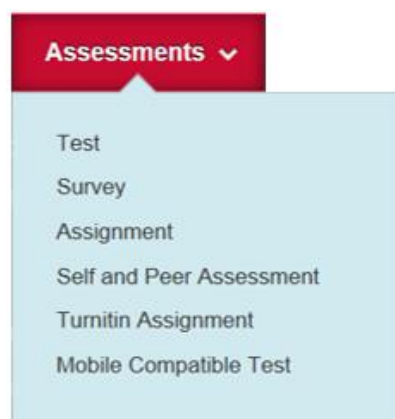 Assessments
Test
Survey
Assignment
Self and Peer Assessment
Turnitin Assignment
Mobile Compatible Test